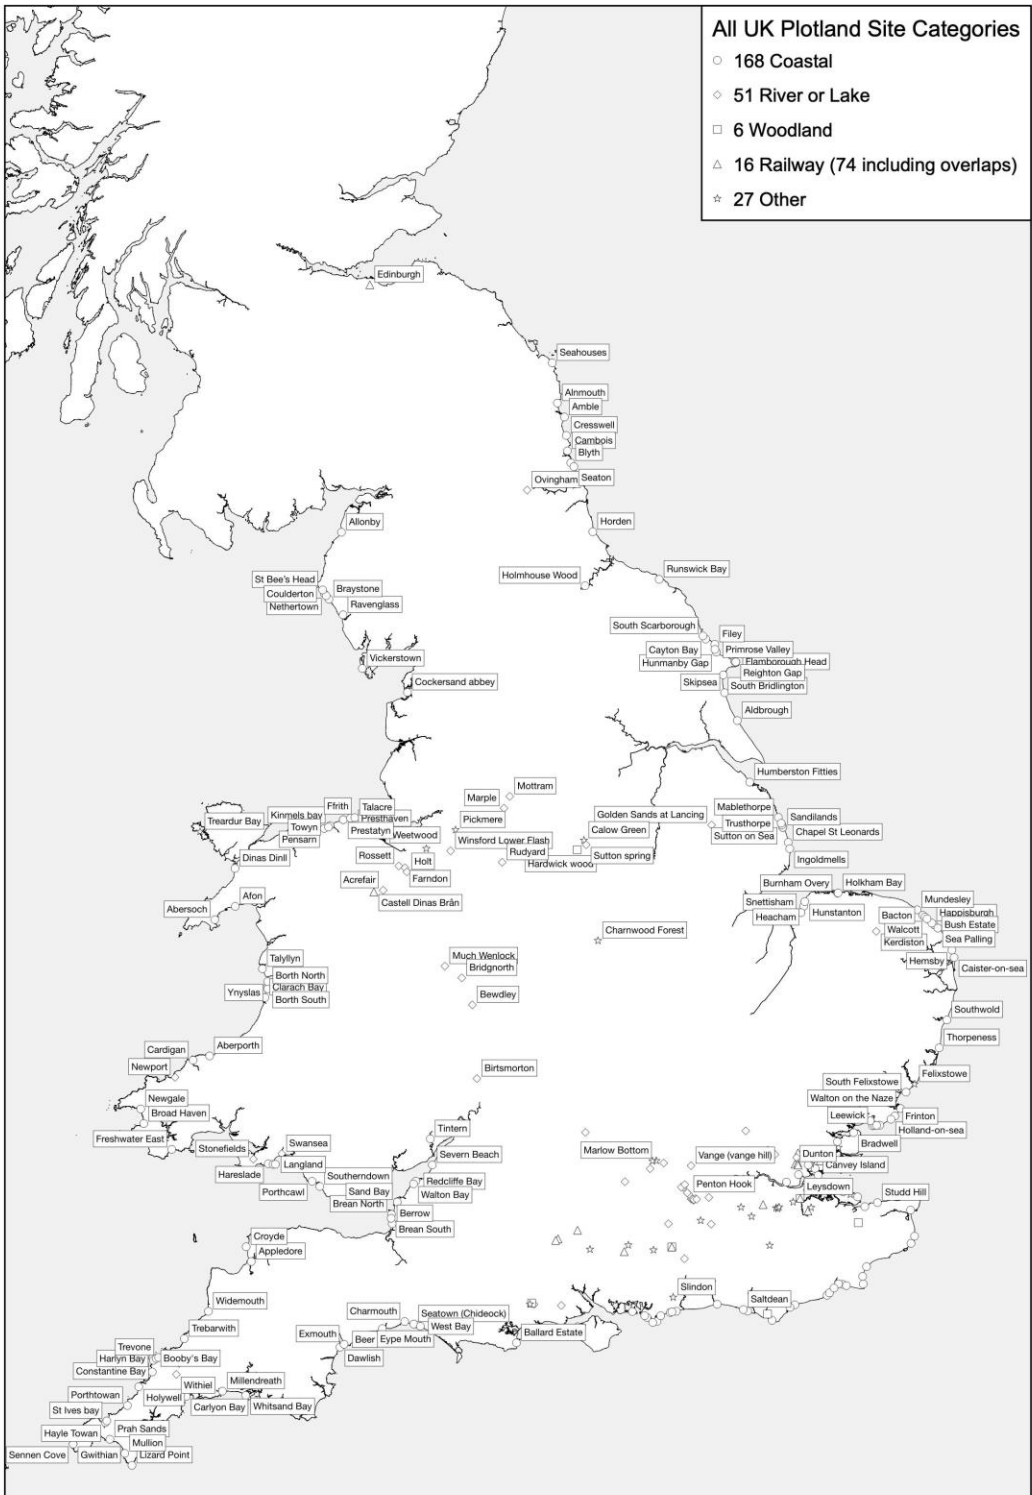 All UK Plotland Site Categories
168 Coastal
51 River or Lake
6 Woodland
16 Railway (74 including overlaps)
27 Other
Edinburgh
Seahouses
Alnmouth
Amble
Cresswell
Cambois
Blyth
Ovingham
Seaton
Allonby
Horden
Runswick Bay
Holmhouse Wood
St Bee's Head
Braystone
Coulderton
Nethertown
Ravenglass
South Scarborough
Filey
Cayton Bay
Primrose Valley
Vickerstown
Hunmanby Gap
Flamborough Head
Reighton Gap
Cockersand abbey
Skipsea
South Bridlington
Aldbrough
Humberston Fitties
Mottram
Marple
Ffrith
Talacre
Mablethorpe
Kinmels bay
Presthaven
Treardur Bay
Pickmere
Golden Sands at Lancing
Sandilands
Towyn
Prestatyn
Weetwood
Calow Green
Trusthorpe
Chapel St Leonards
Pensarn
Winsford Lower Flash
Sutton on Sea
Rossett
Rudyard
Sutton spring
Dinas Dinll
Holt
Hardwick wood
Ingoldmells
Acrefair
Farndon
Burnham Overy
Holkham Bay
Castell Dinas Brân
Afon
Snettisham
Mundesley
Abersoch
Heacham
Hunstanton
Bacton
Happisburgh
Bush Estate
Charnwood Forest
Walcott
Kerdiston
Sea Palling
Talyllyn
Much Wenlock
Hemsby
Borth North
Bridgnorth
Caister-on-sea
Clarach Bay
Ynyslas
Borth South
Bewdley
Southwold
Cardigan
Aberporth
Thorpeness
Newport
Birtsmorton
Felixstowe
South Felixstowe
Newgale
Walton on the Naze
Broad Haven
Leewick
Frinton
Tintern
Holland-on-sea
Freshwater East
Swansea
Bradwell
Stonefields
Marlow Bottom
Severn Beach
Vange (vange hill)
Dunton
Langland
Canvey Island
Hareslade
Southerndown
Redcliffe Bay
Penton Hook
Leysdown
Porthcawl
Sand Bay
Walton Bay
Studd Hill
Brean North
Berrow
Brean South
Croyde
Appledore
Slindon
Widemouth
Saltdean
Charmouth
Seatown (Chideock)
Trebarwith
West Bay
Exmouth
Beer
Eype Mouth
Ballard Estate
Trevone
Dawlish
Harlyn Bay
Booby's Bay
Constantine Bay
Millendreath
Withiel
Porthtowan
Holywell
Carlyon Bay
Whitsand Bay
St Ives bay
Prah Sands
Hayle Towan
Mullion
Sennen Cove
Gwithian
Lizard Point